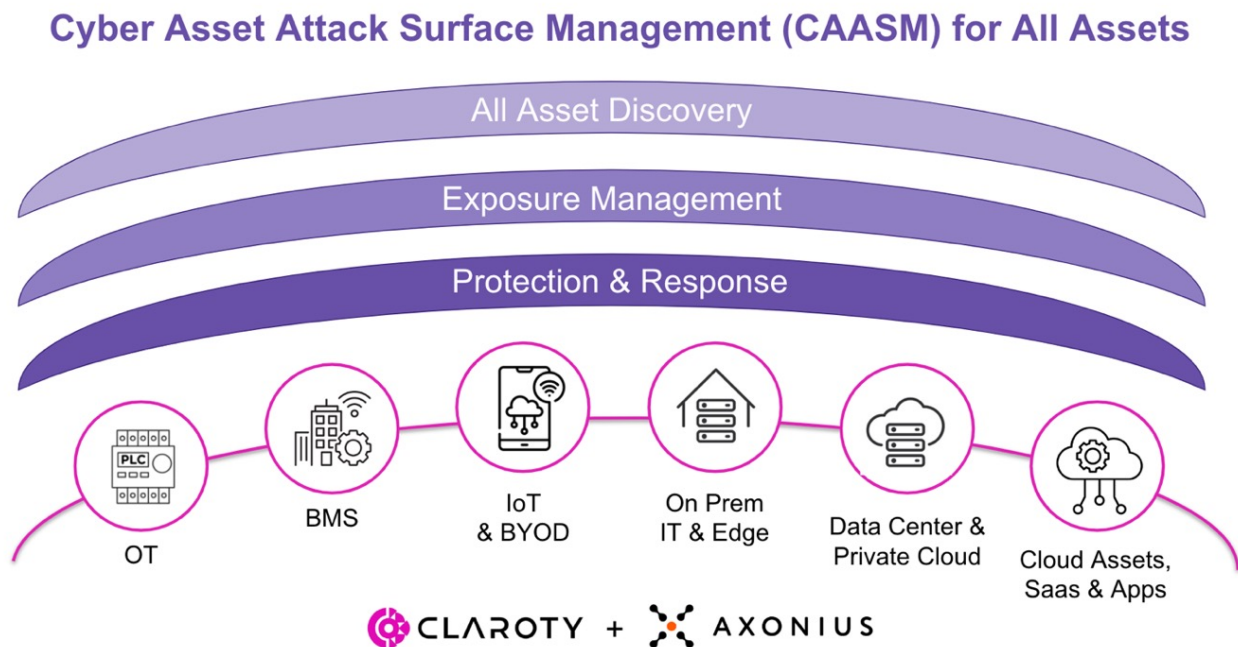 Cyber Asset Attack Surface Management (CAASM) for All Assets
All Asset Discovery
Exposure Management
Protection & Response
PLC
OT
BMS
IoT
& BYOD
On Prem
IT & Edge
Data Center &
Private Cloud
Cloud Assets,
Saas & Apps
CLAROTY + AXONIUS